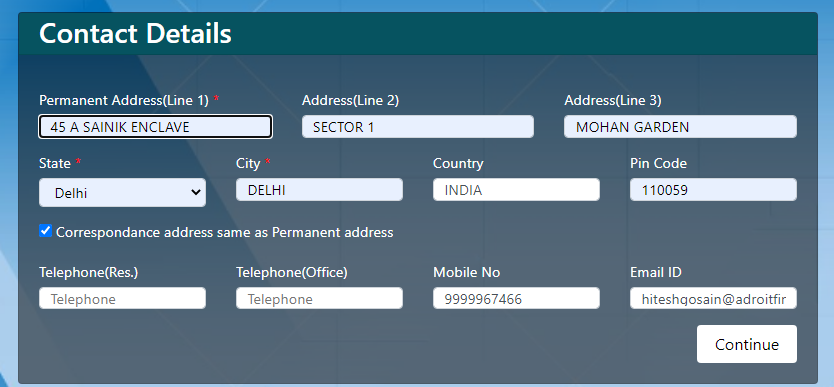 Contact Details
Permanent Address(Line 1) * Address(Line 2) Address(Line 3)
45 A SAINIK ENCLAVE SECTOR 1 MOHAN GARDEN
State * City * Country Pin Code
Delhi DELHI INDIA 110059
Correspondance address same as Permanent address
Telephone(Res.) Telephone(Office) Mobile No Email ID
Telephone Telephone 9999967466 hiteshgosain@adroitfir
Continue